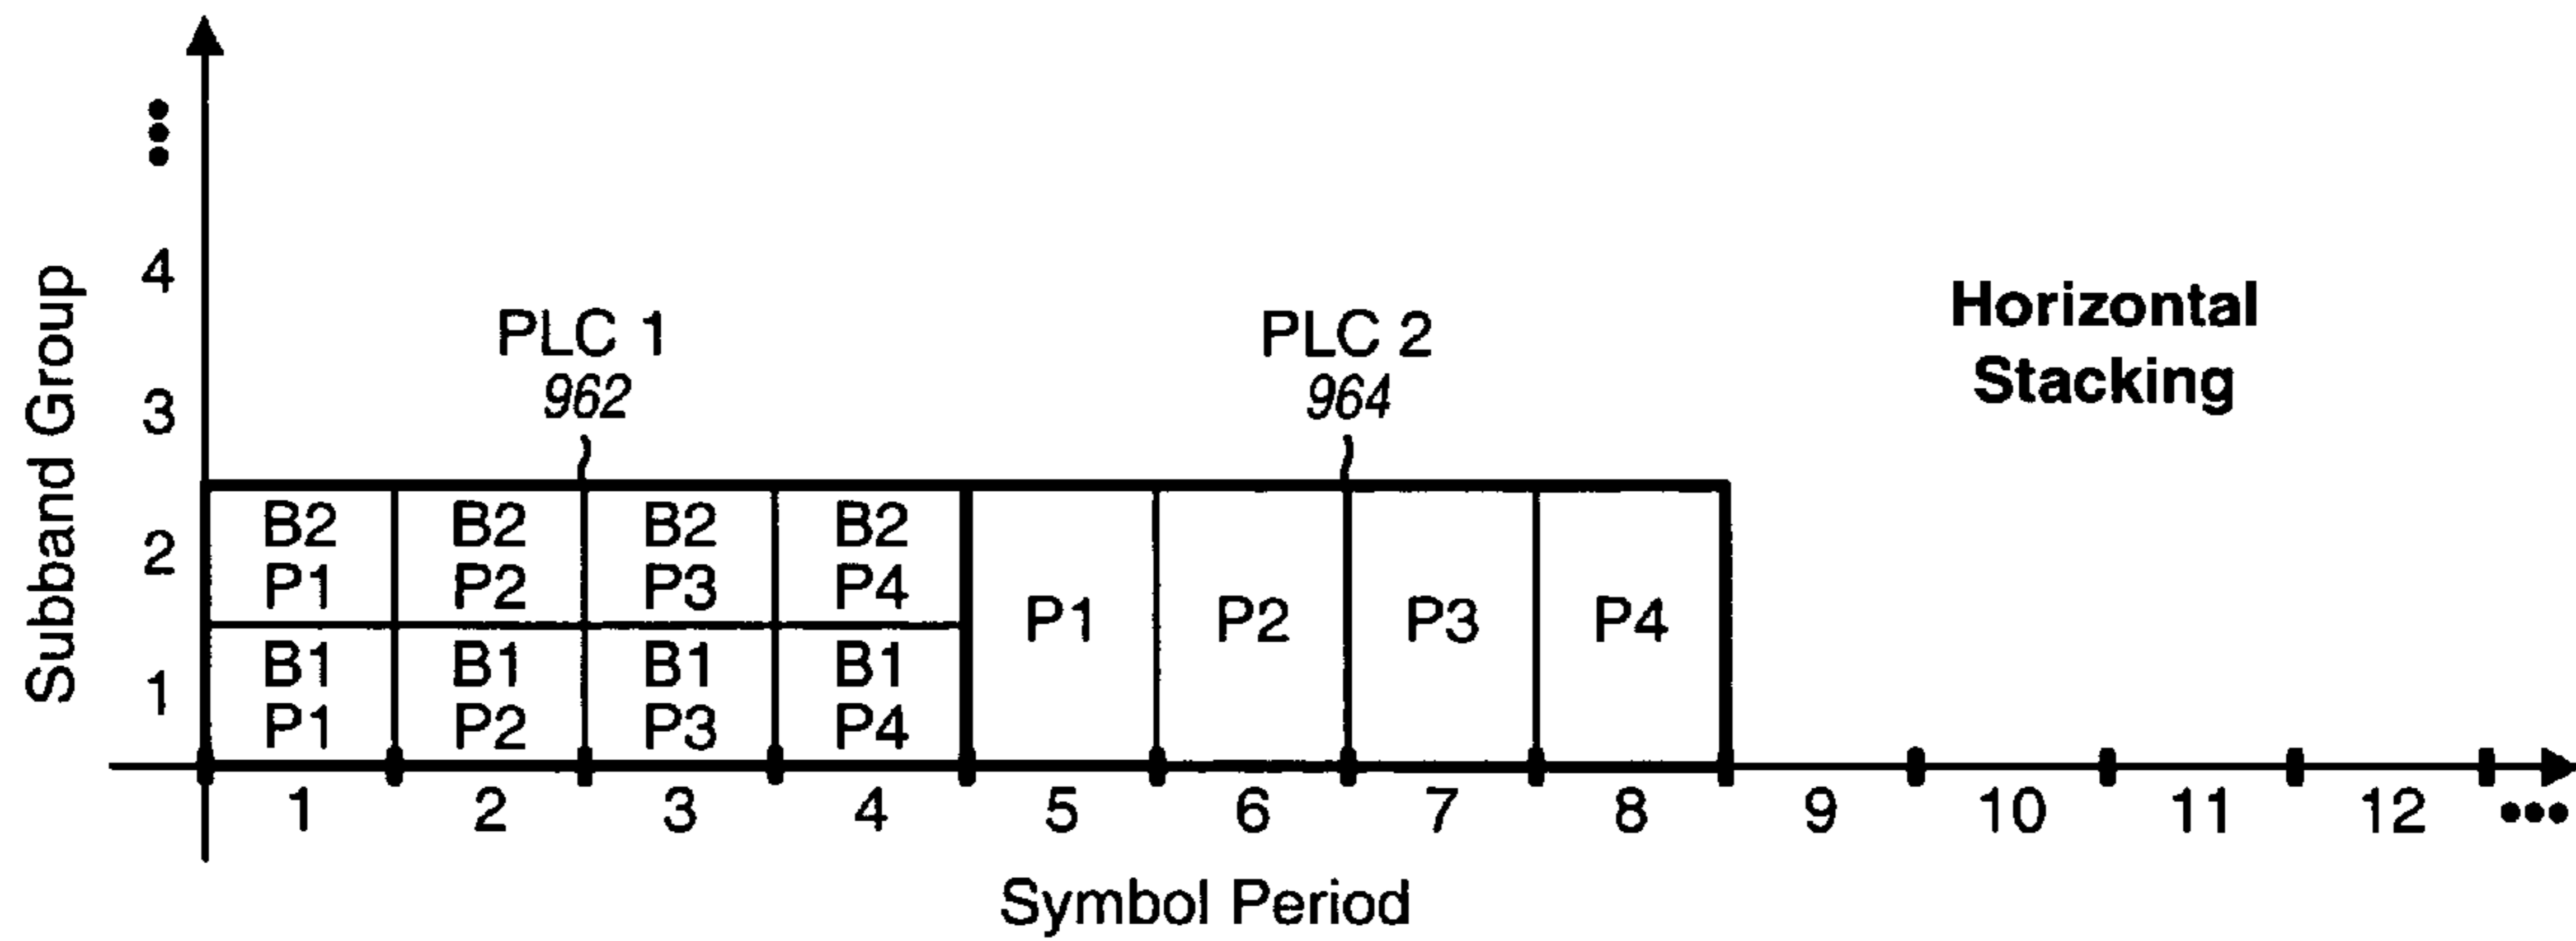 4
3
2
1
Subband Group
PLC 1
962
PLC 2
964
Horizontal
Stacking
B2 B2 B2 B2
P1 P2 P3 P4
P1 P2 P3 P4
B1 B1 B1 B1
P1 P2 P3 P4
1 2 3 4 5 6 7 8 9 10 11 12
Symbol Period